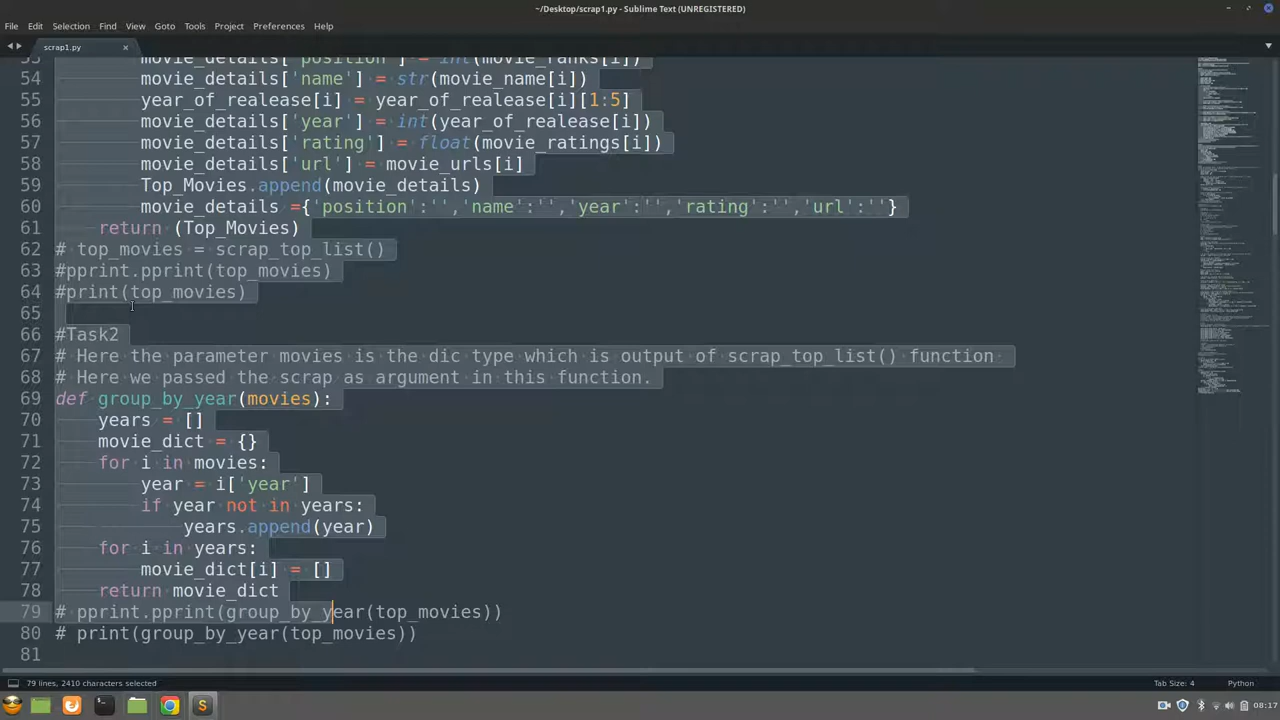 ~/Desktop/scrap1.py - Sublime Text (UNREGISTERED)
File Edit Selection Find View Goto Tools Project Preferences Help
scrap1.py
53 movie_details['position'] = int(movie_ranks[i])
54 movie_details['name'] = str(movie_name[i])
55 year_of_realease[i] = year_of_realease[i][1:5]
56 movie_details['year'] = int(year_of_realease[i])
57 movie_details['rating'] = float(movie_ratings[i])
58 movie_details['url'] = movie_urls[i]
59 Top_Movies.append(movie_details)
60 movie_details ={'position':'','name':'','year':'','rating':'','url':''}
61 return (Top_Movies)
62 # top_movies = scrap_top_list()
63 #pprint.pprint(top_movies)
64 #print(top_movies)
65
66 #Task2
67 # Here the parameter movies is the dic type which is output of scrap_top_list() function
68 # Here we passed the scrap as argument in this function.
69 def group_by_year(movies):
70 years = []
71 movie_dict = {}
72 for i in movies:
73 year = i['year']
74 if year not in years:
75 years.append(year)
76 for i in years:
77 movie_dict[i] = []
78 return movie_dict
79 # pprint.pprint(group_by_year(top_movies))
80 # print(group_by_year(top_movies))
81
79 lines, 2410 characters selected
Tab Size: 4 Python
08:17